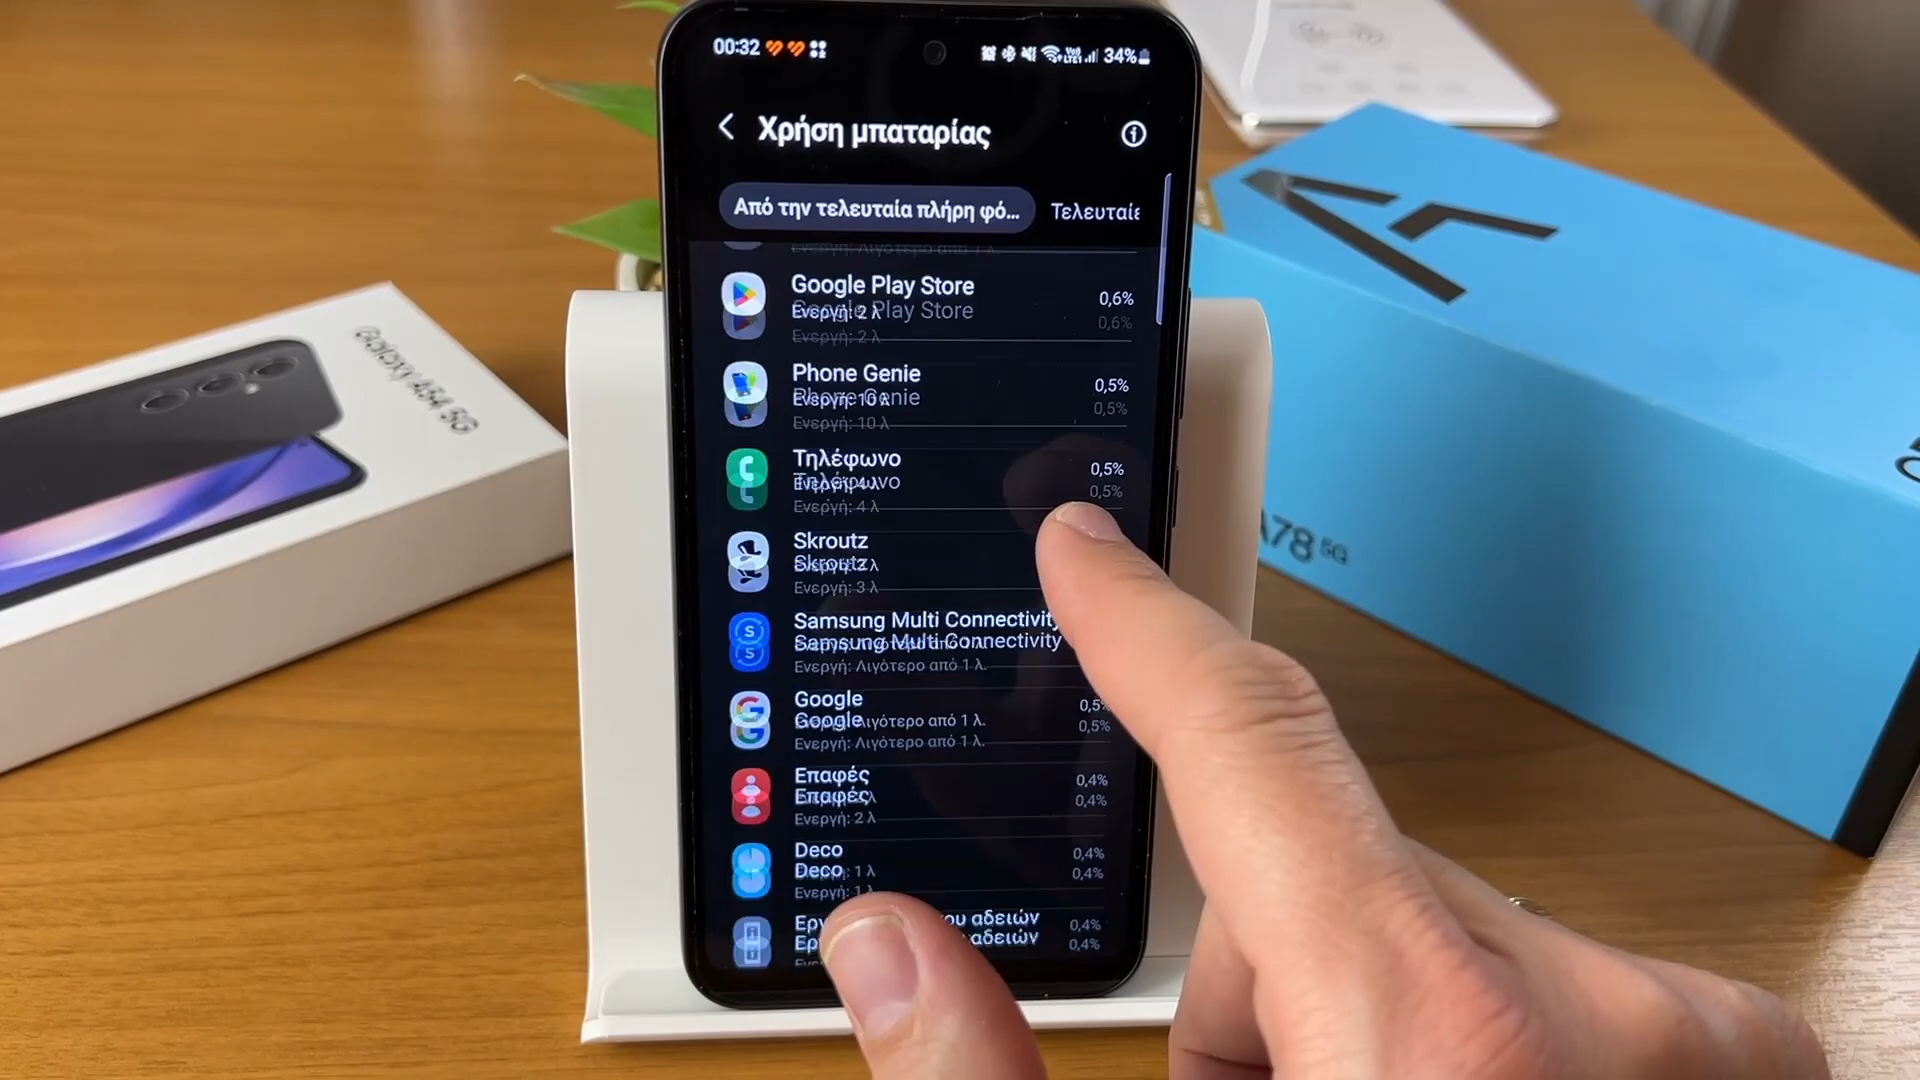 00:32
34%
Χρήση μπαταρίας
Από την τελευταία πλήρη φό...
Τελευταίε
Google Play Store
0,6%
Ενεργή: 2 λ
Phone Genie
0,5%
Ενεργή: 10 λ
Τηλέφωνο
0,5%
Ενεργή: 4 λ
Skroutz
Ενεργή: 3 λ
Samsung Multi Connectivity
Ενεργή: Λιγότερο από 1 λ.
Google
0,5%
Ενεργή: Λιγότερο από 1 λ.
Επαφές
0,4%
Ενεργή: 2 λ
Deco
0,4%
Ενεργή: 1 λ
αδειών
0,4%
Galaxy A54 5G
A78 5G